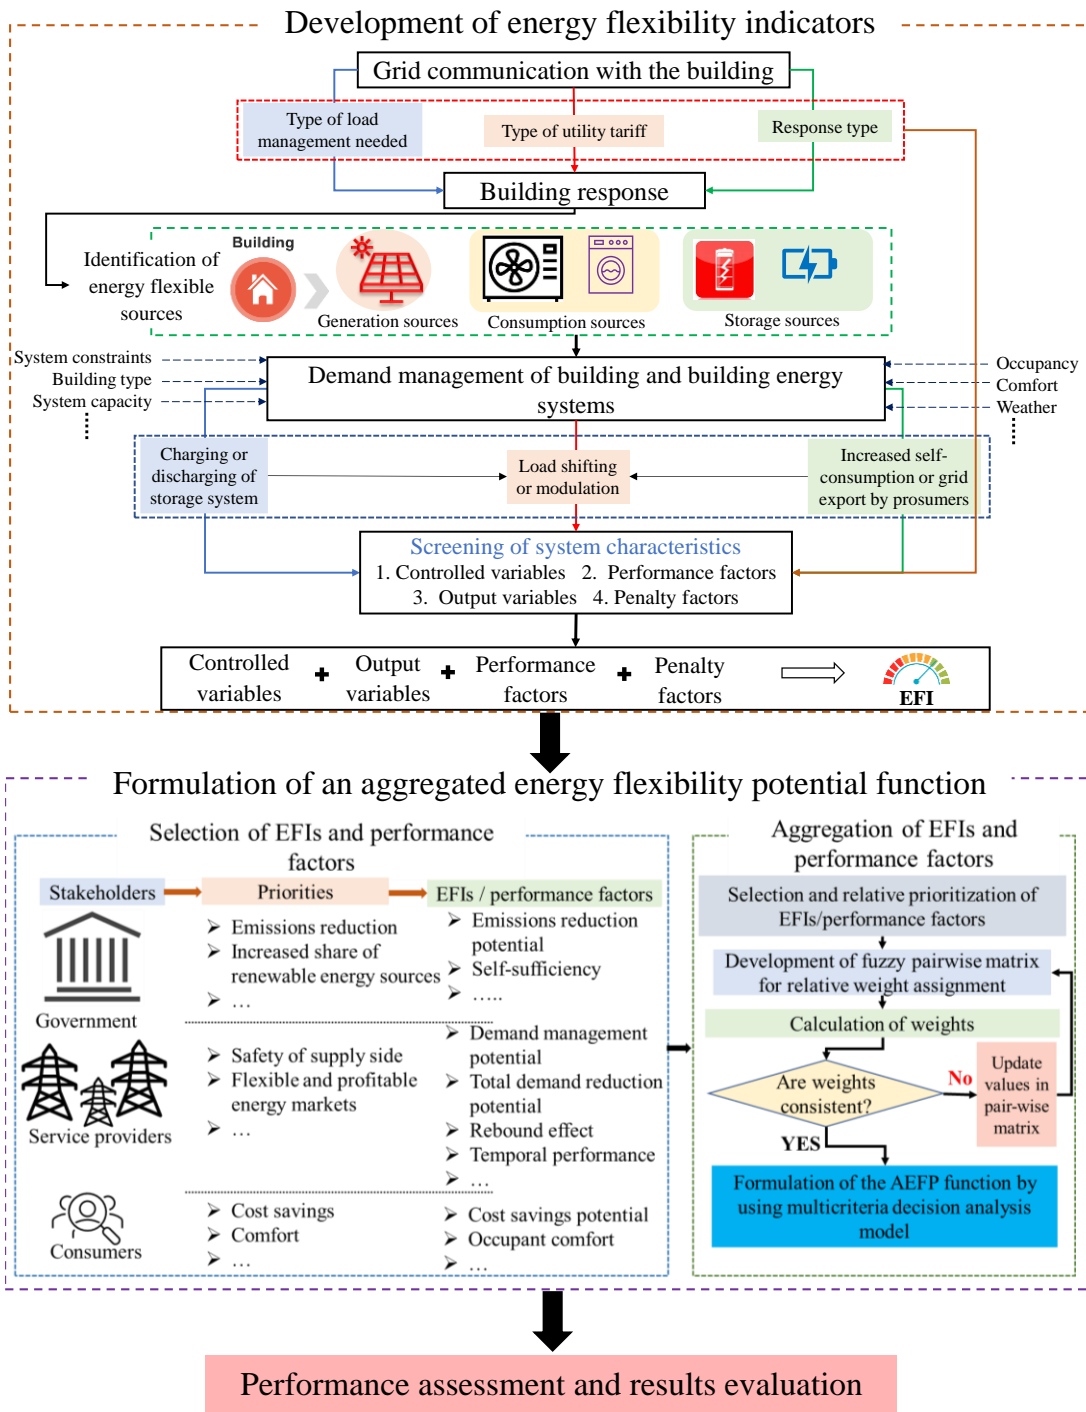 Development of energy flexibility indicators
Grid communication with the building
Type of load
management needed
Type of utility tariff
Response type
Building response
Identification of
energy flexible
sources
Building
Generation sources
Consumption sources
Storage sources
System constraints
Building type
System capacity
Demand management of building and building energy
systems
Occupancy
Comfort
Weather
Charging or
discharging of
storage system
Load shifting
or modulation
Increased self-
consumption or grid
export by prosumers
Screening of system characteristics
1. Controlled variables 2. Performance factors
3. Output variables 4. Penalty factors
Controlled
variables
+
Output
variables
+
Performance
factors
+
Penalty
factors
EFI
Formulation of an aggregated energy flexibility potential function
Selection of EFIs and performance
factors
Stakeholders
Priorities
EFIs / performance factors
Government
➢ Emissions reduction
➢ Increased share of
renewable energy sources
➢ …
➢ Emissions reduction
potential
➢ Self-sufficiency
➢ …..
Service providers
➢ Safety of supply side
➢ Flexible and profitable
energy markets
➢ …
➢ Demand management
potential
➢ Total demand reduction
potential
➢ Rebound effect
➢ Temporal performance
➢ …
Consumers
➢ Cost savings
➢ Comfort
➢ …
➢ Cost savings potential
➢ Occupant comfort
➢ …
Aggregation of EFIs and
performance factors
Selection and relative prioritization of
EFIs/performance factors
Development of fuzzy pairwise matrix
for relative weight assignment
Calculation of weights
Are weights
consistent?
No
Update
values in
pair-wise
matrix
YES
Formulation of the AEFP function by
using multicriteria decision analysis
model
Performance assessment and results evaluation